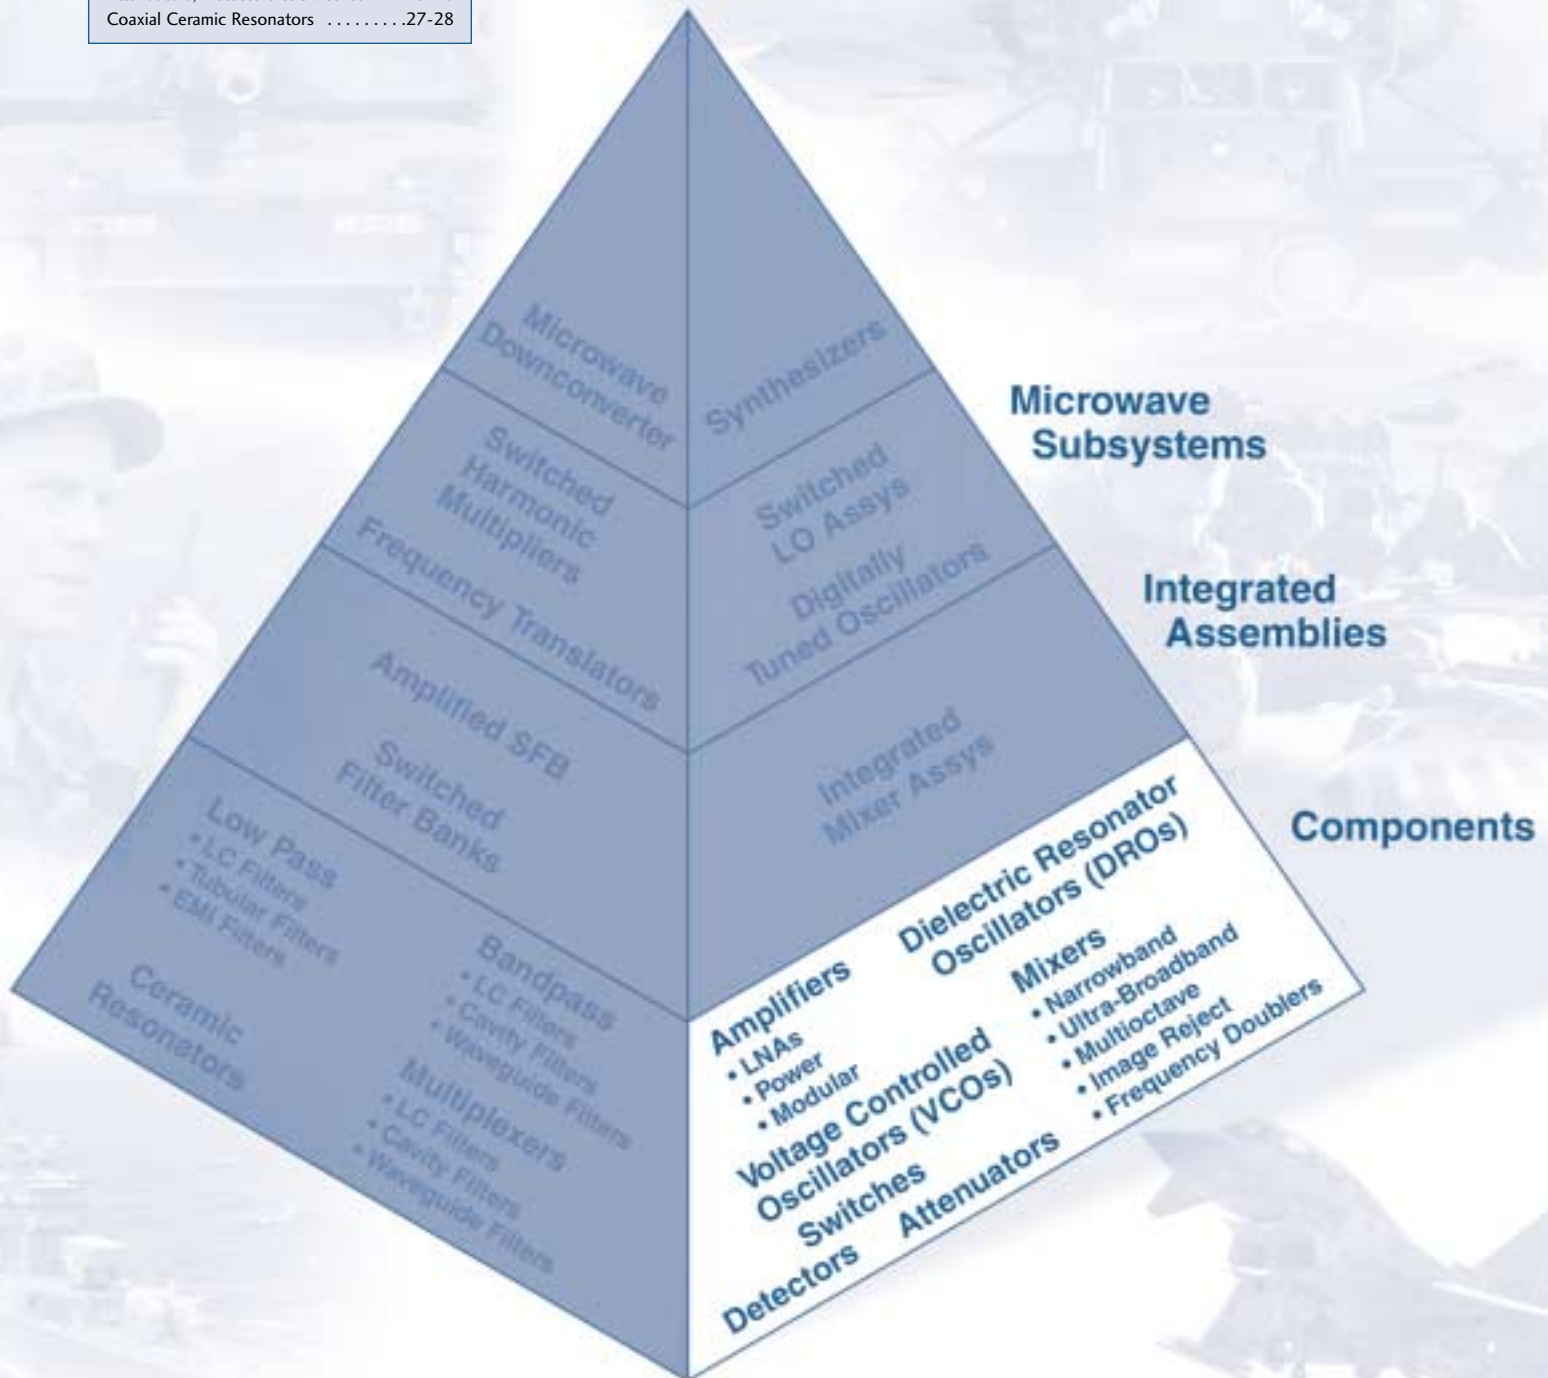 Coaxial Ceramic Resonators . . . . . . . . .27-28
Microwave
Downconverter
Synthesizers
Switched
Harmonic
Multipliers
Frequency Translators
Switched
LO Assys
Digitally
Tuned Oscillators
Amplified SFB
Switched
Filter Banks
Integrated
Mixer Assys
Low Pass
• LC Filters
• Tubular Filters
• EMI Filters
Ceramic
Resonators
Bandpass
• LC Filters
• Cavity Filters
• Waveguide Filters
Multiplexers
• LC Filters
• Cavity Filters
• Waveguide Filters
Dielectric Resonator
Oscillators (DROs)
Amplifiers
• LNAs
• Power
• Modular
Mixers
• Narrowband
• Ultra-Broadband
• Multioctave
• Image Reject
• Frequency Doublers
Voltage Controlled
Oscillators (VCOs)
Switches
Attenuators
Detectors
Microwave
Subsystems
Integrated
Assemblies
Components